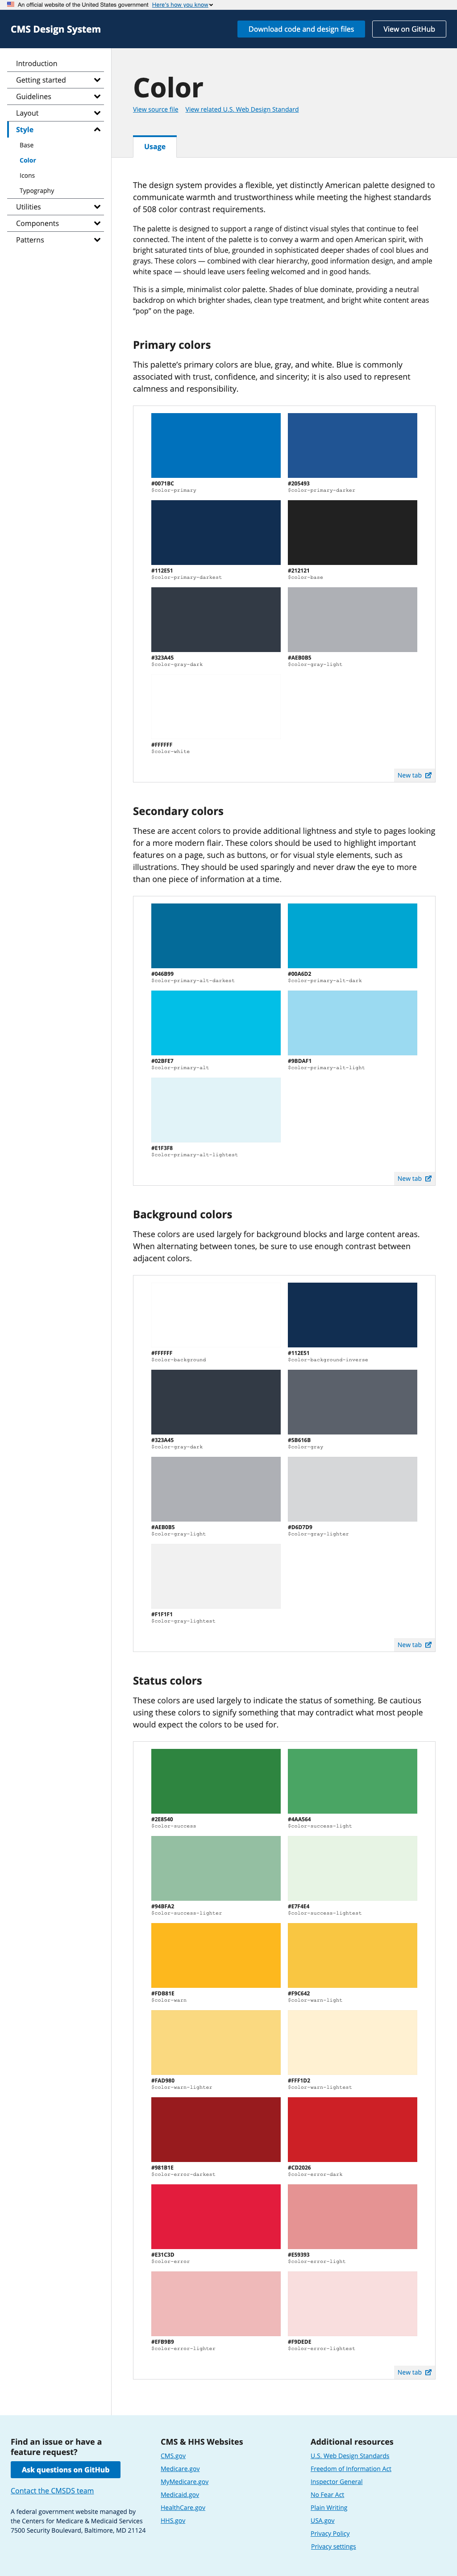 An official website of the United States government Here's how you know
CMS Design System
Download code and design files
View on GitHub
Introduction
Getting started
Guidelines
Layout
Style
Base
Color
Icons
Typography
Utilities
Components
Patterns
Color
View source file View related U.S. Web Design Standard
Usage
The design system provides a flexible, yet distinctly American palette designed to
communicate warmth and trustworthiness while meeting the highest standards
of 508 color contrast requirements.
The palette is designed to support a range of distinct visual styles that continue to feel
connected. The intent of the palette is to convey a warm and open American spirit, with
bright saturated tints of blue, grounded in sophisticated deeper shades of cool blues and
grays. These colors — combined with clear hierarchy, good information design, and ample
white space — should leave users feeling welcomed and in good hands.
This is a simple, minimalist color palette. Shades of blue dominate, providing a neutral
backdrop on which brighter shades, clean type treatment, and bright white content areas
“pop” on the page.
Primary colors
This palette’s primary colors are blue, gray, and white. Blue is commonly
associated with trust, confidence, and sincerity; it is also used to represent
calmness and responsibility.
#0071BC
$color-primary
#205493
$color-primary-darker
#112E51
$color-primary-darkest
#212121
$color-base
#323A45
$color-gray-dark
#AEB0B5
$color-gray-light
#FFFFFF
$color-white
New tab
Secondary colors
These are accent colors to provide additional lightness and style to pages looking
for a more modern flair. These colors should be used to highlight important
features on a page, such as buttons, or for visual style elements, such as
illustrations. They should be used sparingly and never draw the eye to more
than one piece of information at a time.
#046B99
$color-primary-alt-darkest
#00A6D2
$color-primary-alt-dark
#02BFE7
$color-primary-alt
#9BDAF1
$color-primary-alt-light
#E1F3F8
$color-primary-alt-lightest
New tab
Background colors
These colors are used largely for background blocks and large content areas.
When alternating between tones, be sure to use enough contrast between
adjacent colors.
#FFFFFF
$color-background
#112E51
$color-background-inverse
#323A45
$color-gray-dark
#5B616B
$color-gray
#AEB0B5
$color-gray-light
#D6D7D9
$color-gray-lighter
#F1F1F1
$color-gray-lightest
New tab
Status colors
These colors are used largely to indicate the status of something. Be cautious
using these colors to signify something that may contradict what most people
would expect the colors to be used for.
#2E8540
$color-success
#4AA564
$color-success-light
#94BFA2
$color-success-lighter
#E7F4E4
$color-success-lightest
#FDB81E
$color-warn
#F9C642
$color-warn-light
#FAD980
$color-warn-lighter
#FFF1D2
$color-warn-lightest
#981B1E
$color-error-darkest
#CD2026
$color-error-dark
#E31C3D
$color-error
#E59393
$color-error-light
#EFB9B9
$color-error-lighter
#F9DEDE
$color-error-lightest
New tab
Find an issue or have a
feature request?
Ask questions on GitHub
Contact the CMSDS team
A federal government website managed by
the Centers for Medicare & Medicaid Services
7500 Security Boulevard, Baltimore, MD 21124
CMS & HHS Websites
CMS.gov
Medicare.gov
MyMedicare.gov
Medicaid.gov
HealthCare.gov
HHS.gov
Additional resources
U.S. Web Design Standards
Freedom of Information Act
Inspector General
No Fear Act
Plain Writing
USA.gov
Privacy Policy
Privacy settings